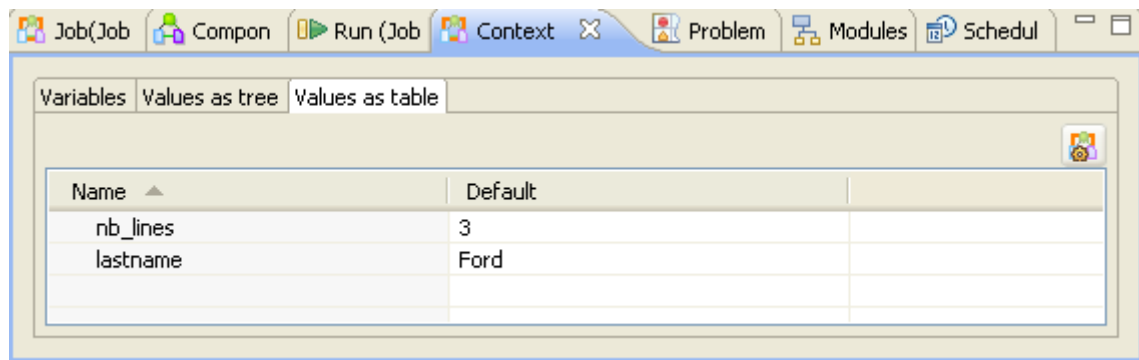 Job(Job Compon Run (Job Context Problem Modules Schedul
Variables Values as tree Values as table
Name Default
nb_lines 3
lastname Ford